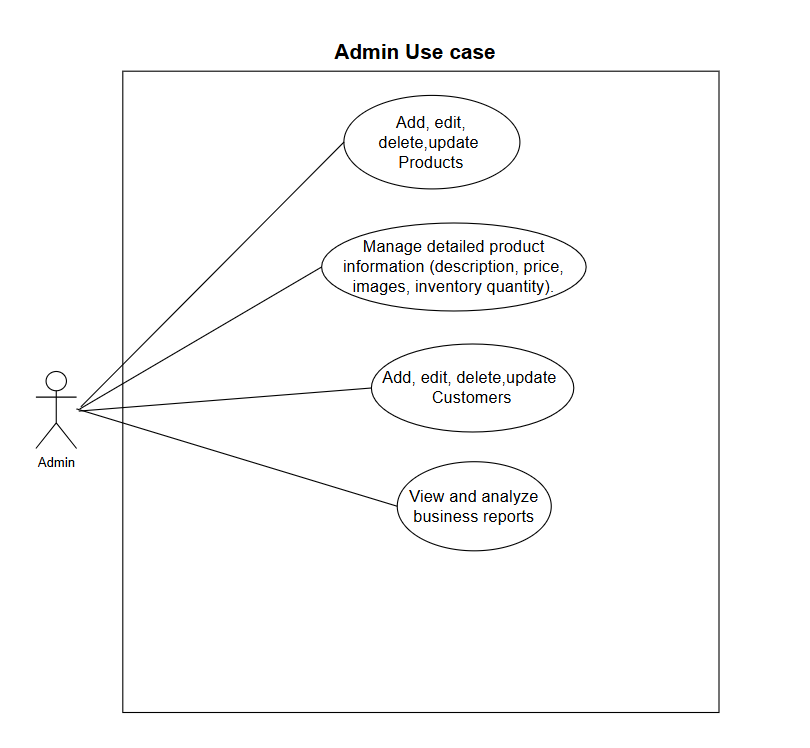 Admin Use case
Add, edit,
delete,update
Products
Manage detailed product
information (description, price,
images, inventory quantity).
Add, edit, delete,update
Customers
Admin
View and analyze
business reports